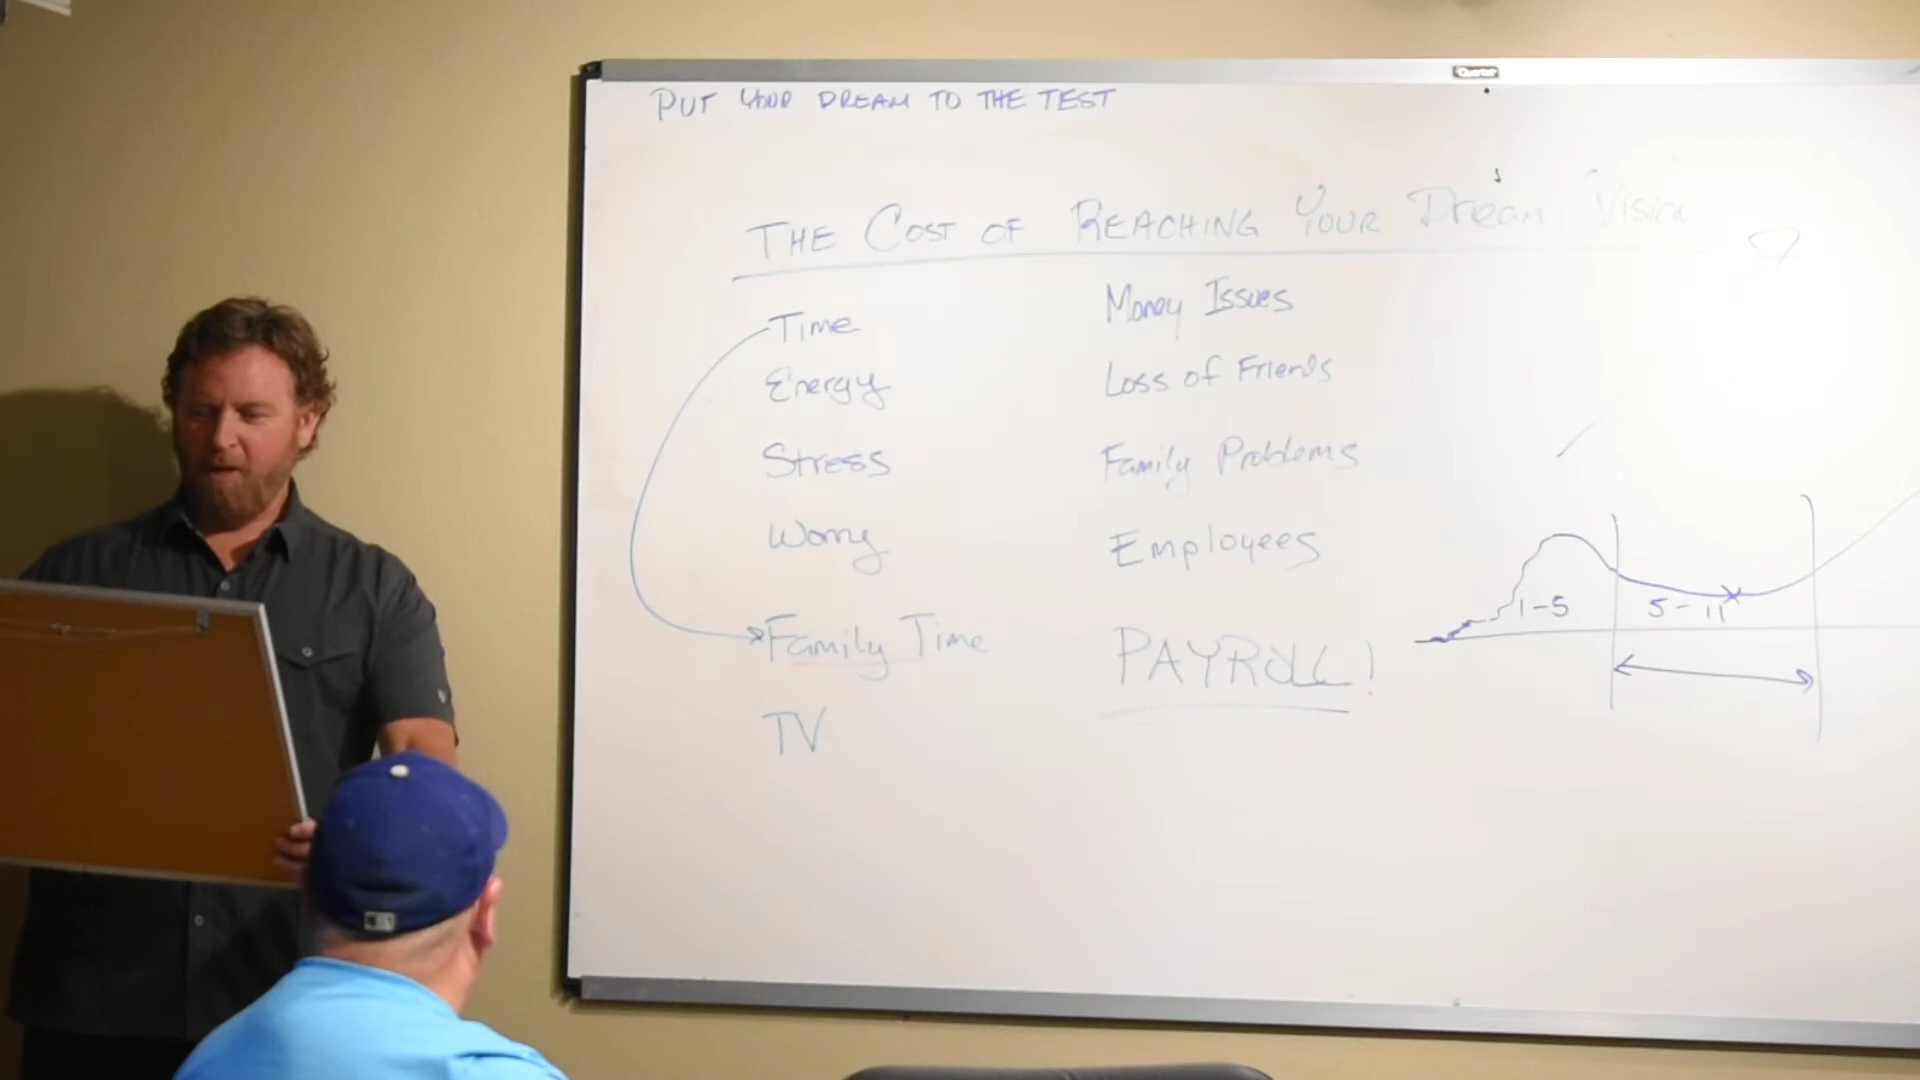 Quartet
PUT YOUR DREAM TO THE TEST
THE COST OF REACHING YOUR Dream Vision
Time
Energy
Stress
Worry
Family Time
TV
Money Issues
Loss of Friends
Family Problems
Employees
PAYROLL!
1-5
5-11